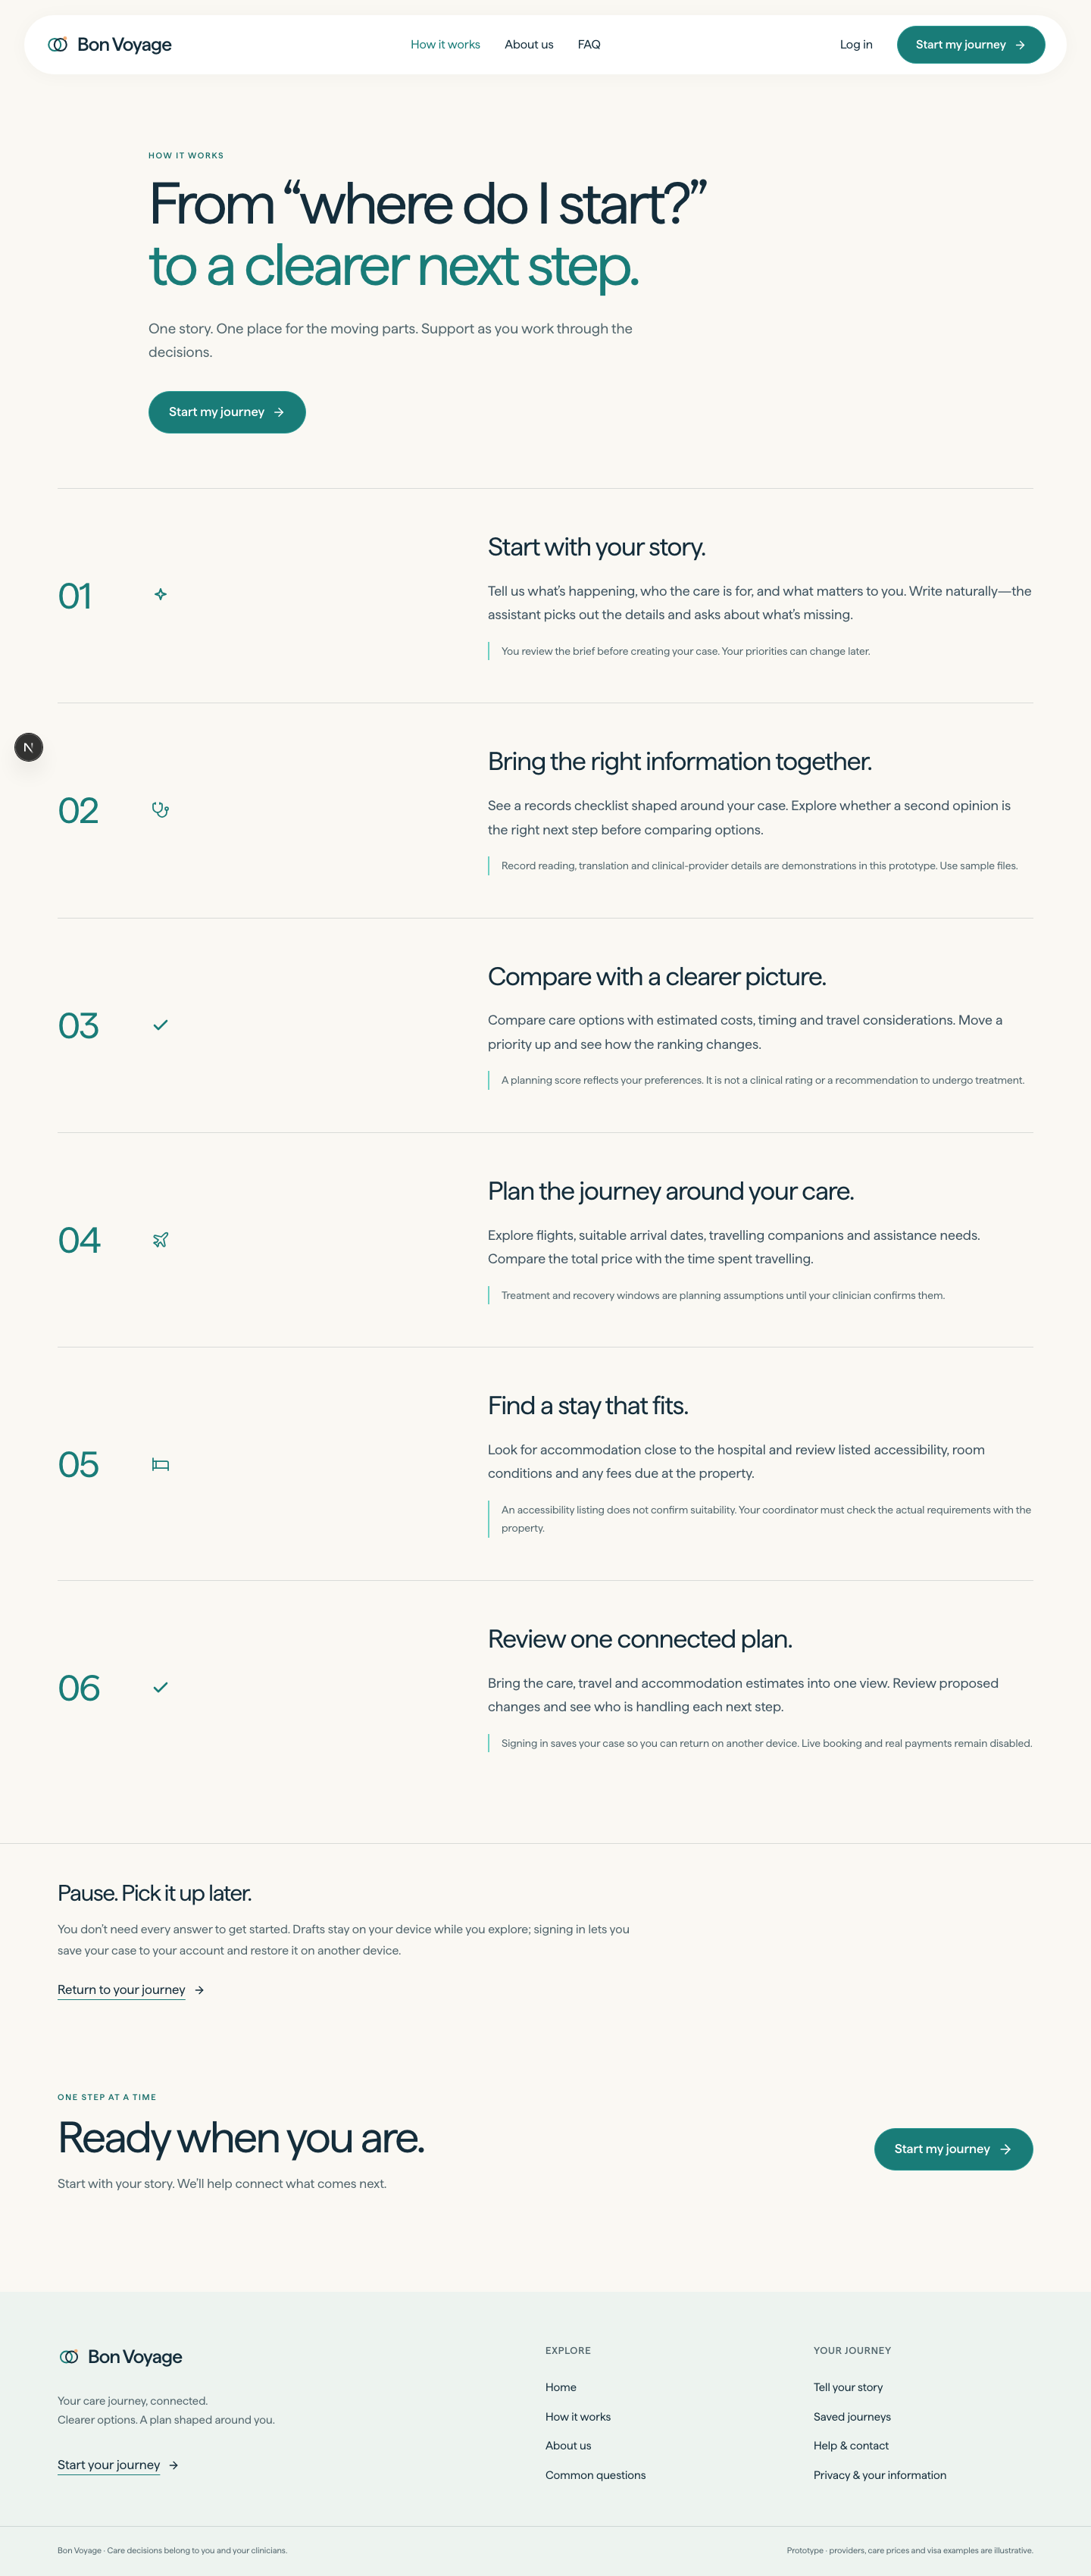 Bon Voyage
How it works
About us
FAQ
Log in
Start my journey
HOW IT WORKS
From “where do I start?”
to a clearer next step.
One story. One place for the moving parts. Support as you work through the
decisions.
Start my journey
01
Start with your story.
Tell us what’s happening, who the care is for, and what matters to you. Write naturally—the
assistant picks out the details and asks about what’s missing.
You review the brief before creating your case. Your priorities can change later.
N
02
Bring the right information together.
See a records checklist shaped around your case. Explore whether a second opinion is
the right next step before comparing options.
Record reading, translation and clinical-provider details are demonstrations in this prototype. Use sample files.
03
Compare with a clearer picture.
Compare care options with estimated costs, timing and travel considerations. Move a
priority up and see how the ranking changes.
A planning score reflects your preferences. It is not a clinical rating or a recommendation to undergo treatment.
04
Plan the journey around your care.
Explore flights, suitable arrival dates, travelling companions and assistance needs.
Compare the total price with the time spent travelling.
Treatment and recovery windows are planning assumptions until your clinician confirms them.
05
Find a stay that fits.
Look for accommodation close to the hospital and review listed accessibility, room
conditions and any fees due at the property.
An accessibility listing does not confirm suitability. Your coordinator must check the actual requirements with the
property.
06
Review one connected plan.
Bring the care, travel and accommodation estimates into one view. Review proposed
changes and see who is handling each next step.
Signing in saves your case so you can return on another device. Live booking and real payments remain disabled.
Pause. Pick it up later.
You don’t need every answer to get started. Drafts stay on your device while you explore; signing in lets you
save your case to your account and restore it on another device.
Return to your journey
ONE STEP AT A TIME
Ready when you are.
Start with your story. We’ll help connect what comes next.
Start my journey
Bon Voyage
Your care journey, connected.
Clearer options. A plan shaped around you.
Start your journey
EXPLORE
Home
How it works
About us
Common questions
YOUR JOURNEY
Tell your story
Saved journeys
Help & contact
Privacy & your information
Bon Voyage · Care decisions belong to you and your clinicians.
Prototype · providers, care prices and visa examples are illustrative.